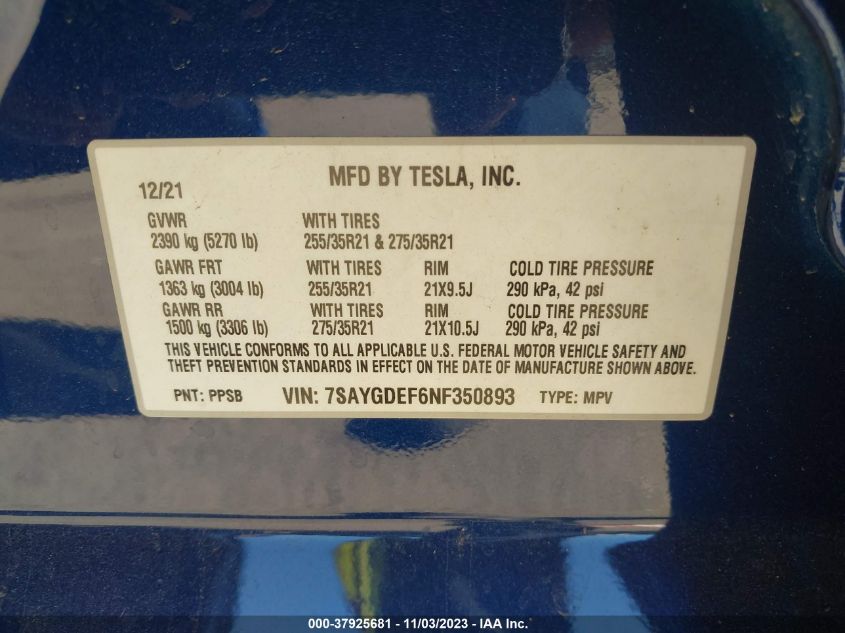 MFD BY TESLA, INC.
12/21
GVWR WITH TIRES
2390 kg (5270 lb) 255/35R21 & 275/35R21
GAWR FRT WITH TIRES RIM COLD TIRE PRESSURE
1363 kg (3004 lb) 255/35R21 21X9.5J 290 kPa, 42 psi
GAWR RR WITH TIRES RIM COLD TIRE PRESSURE
1500 kg (3306 lb) 275/35R21 21X10.5J 290 kPa, 42 psi
THIS VEHICLE CONFORMS TO ALL APPLICABLE U.S. FEDERAL MOTOR VEHICLE SAFETY AND
THEFT PREVENTION STANDARDS IN EFFECT ON THE DATE OF MANUFACTURE SHOWN ABOVE.
PNT: PPSB VIN: 7SAYGDEF6NF350893 TYPE: MPV
000-37925681 - 11/03/2023 - IAA Inc.